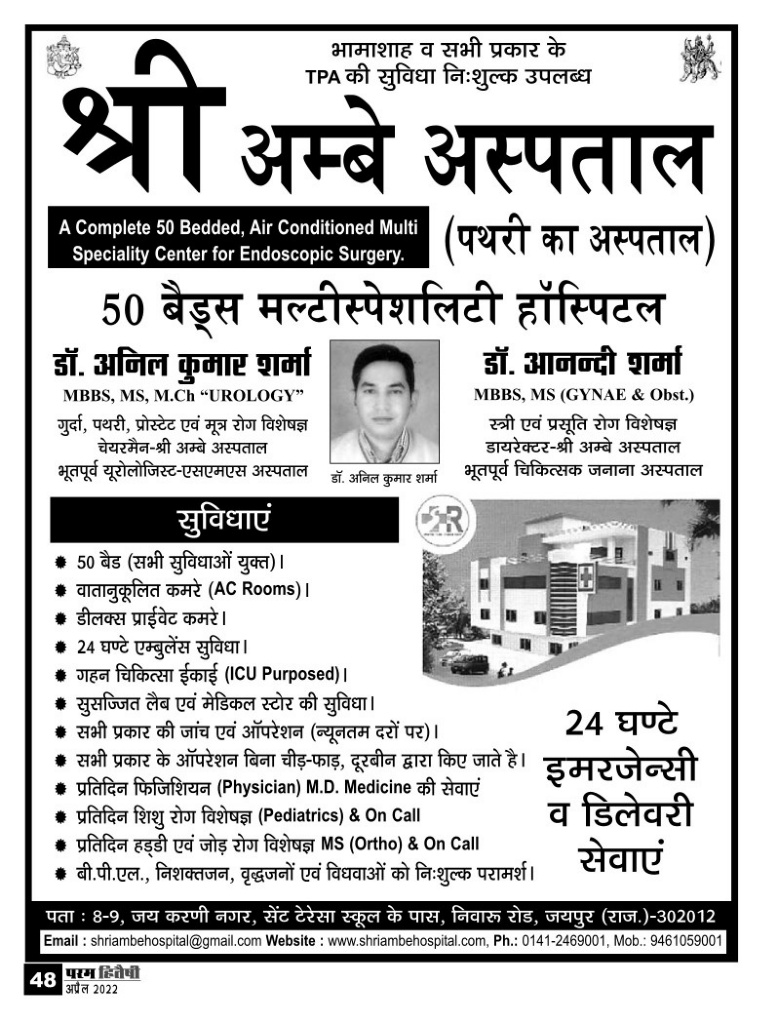 भामाशाह व सभी प्रकार के
TPA की सुविधा निःशुल्क उपलब्ध
श्री अम्बे अस्पताल
A Complete 50 Bedded, Air Conditioned Multi
Speciality Center for Endoscopic Surgery.
(पथरी का अस्पताल)
50 बैड्स मल्टीस्पेशलिटी हॉस्पिटल
डॉ. अनिल कुमार शर्मा
MBBS, MS, M.Ch “UROLOGY”
गुर्दा, पथरी, प्रोस्टेट एवं मूत्र रोग विशेषज्ञ
चेयरमैन-श्री अम्बे अस्पताल
भूतपूर्व यूरोलोजिस्ट-एसएमएस अस्पताल
डॉ. अनिल कुमार शर्मा
डॉ. आनन्दी शर्मा
MBBS, MS (GYNAE & Obst.)
स्त्री एवं प्रसूति रोग विशेषज्ञ
डायरेक्टर-श्री अम्बे अस्पताल
भूतपूर्व चिकित्सक जनाना अस्पताल
सुविधाएं
50 बैड (सभी सुविधाओं युक्त)।
वातानुकूलित कमरे (AC Rooms)।
डीलक्स प्राईवेट कमरे।
24 घण्टे एम्बुलेंस सुविधा।
गहन चिकित्सा ईकाई (ICU Purposed)।
सुसज्जित लैब एवं मेडिकल स्टोर की सुविधा।
सभी प्रकार की जांच एवं ऑपरेशन (न्यूनतम दरों पर)।
सभी प्रकार के ऑपरेशन बिना चीड़-फाड़, दूरबीन द्वारा किए जाते है।
प्रतिदिन फिजिशियन (Physician) M.D. Medicine की सेवाएं
प्रतिदिन शिशु रोग विशेषज्ञ (Pediatrics) & On Call
प्रतिदिन हड्डी एवं जोड़ रोग विशेषज्ञ MS (Ortho) & On Call
बी.पी.एल., निशक्तजन, वृद्धजनों एवं विधवाओं को निःशुल्क परामर्श।
24 घण्टे
इमरजेन्सी
व डिलेवरी
सेवाएं
पता : 8-9, जय करणी नगर, सेंट टेरेसा स्कूल के पास, निवारू रोड, जयपुर (राज.)-302012
Email : shriambehospital@gmail.com Website : www.shriambehospital.com, Ph.: 0141-2469001, Mob.: 9461059001
48 परम हितैषी
अप्रैल 2022